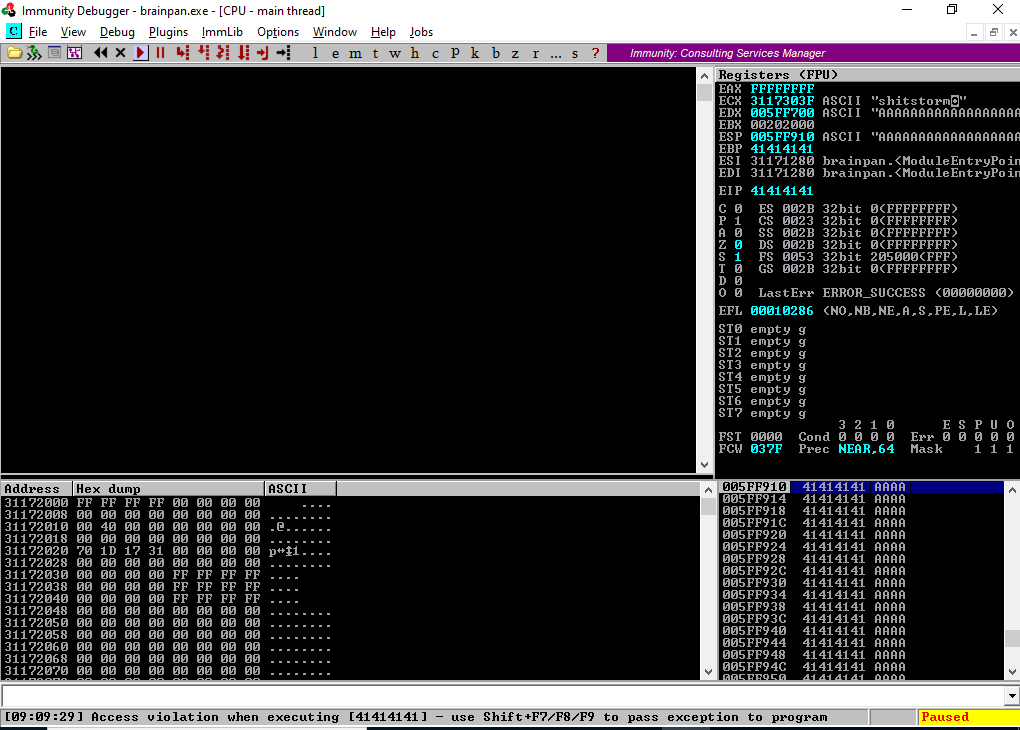 Immunity Debugger - brainpan.exe - [CPU - main thread]
C File View Debug Plugins ImmLib Options Window Help Jobs
l e m t w h c P k b z r ... s ? Immunity: Consulting Services Manager
Registers (FPU)
EAX FFFFFFFF
ECX 3117303F ASCII "shitstorm"
EDX 005FF700 ASCII "AAAAAAAAAAAAAAAAAA
EBX 00202000
ESP 005FF910 ASCII "AAAAAAAAAAAAAAAAAA
EBP 41414141
ESI 31171280 brainpan.<ModuleEntryPoin
EDI 31171280 brainpan.<ModuleEntryPoin
EIP 41414141
C 0 ES 002B 32bit 0(FFFFFFFF)
P 1 CS 0023 32bit 0(FFFFFFFF)
A 0 SS 002B 32bit 0(FFFFFFFF)
Z 0 DS 002B 32bit 0(FFFFFFFF)
S 1 FS 0053 32bit 205000(FFF)
T 0 GS 002B 32bit 0(FFFFFFFF)
D 0
O 0 LastErr ERROR_SUCCESS (00000000)
EFL 00010286 (NO,NB,NE,A,S,PE,L,LE)
ST0 empty g
ST1 empty g
ST2 empty g
ST3 empty g
ST4 empty g
ST5 empty g
ST6 empty g
ST7 empty g
3 2 1 0 E S P U O
FST 0000 Cond 0 0 0 0 Err 0 0 0 0 0
FCW 037F Prec NEAR,64 Mask 1 1 1
Address Hex dump ASCII
31172000 FF FF FF FF 00 00 00 00 ....
31172008 00 00 00 00 00 00 00 00 ........
31172010 00 40 00 00 00 00 00 00 .@......
31172018 00 00 00 00 00 00 00 00 ........
31172020 70 1D 17 31 00 00 00 00 p↔↨1....
31172028 00 00 00 00 00 00 00 00 ........
31172030 00 00 00 00 FF FF FF FF ....
31172038 00 00 00 00 FF FF FF FF ....
31172040 00 00 00 00 FF FF FF FF ....
31172048 00 00 00 00 00 00 00 00 ........
31172050 00 00 00 00 00 00 00 00 ........
31172058 00 00 00 00 00 00 00 00 ........
31172060 00 00 00 00 00 00 00 00 ........
31172068 00 00 00 00 00 00 00 00 ........
31172070 00 00 00 00 00 00 00 00 ........
005FF910 41414141 AAAA
005FF914 41414141 AAAA
005FF918 41414141 AAAA
005FF91C 41414141 AAAA
005FF920 41414141 AAAA
005FF924 41414141 AAAA
005FF928 41414141 AAAA
005FF92C 41414141 AAAA
005FF930 41414141 AAAA
005FF934 41414141 AAAA
005FF938 41414141 AAAA
005FF93C 41414141 AAAA
005FF940 41414141 AAAA
005FF944 41414141 AAAA
005FF948 41414141 AAAA
005FF94C 41414141 AAAA
005FF950 41414141 AAAA
[09:09:29] Access violation when executing [41414141] - use Shift+F7/F8/F9 to pass exception to program
Paused